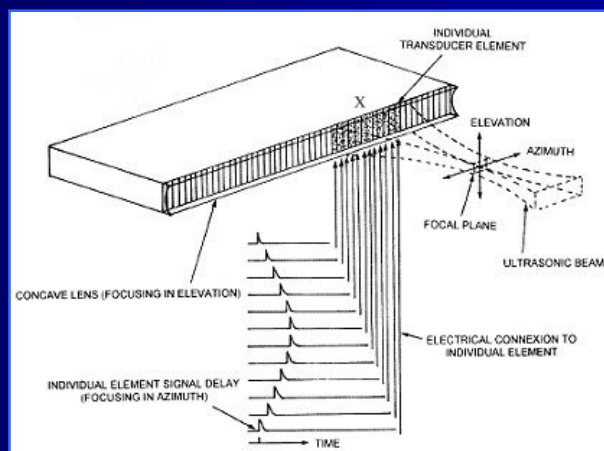 INDIVIDUAL
TRANSDUCER ELEMENT
X
ELEVATION
AZIMUTH
FOCAL PLANE
ULTRASONIC BEAM
CONCAVE LENS (FOCUSING IN ELEVATION)
ELECTRICAL CONNEXION TO
INDIVIDUAL ELEMENT
INDIVIDUAL ELEMENT SIGNAL DELAY
(FOCUSING IN AZIMUTH)
TIME